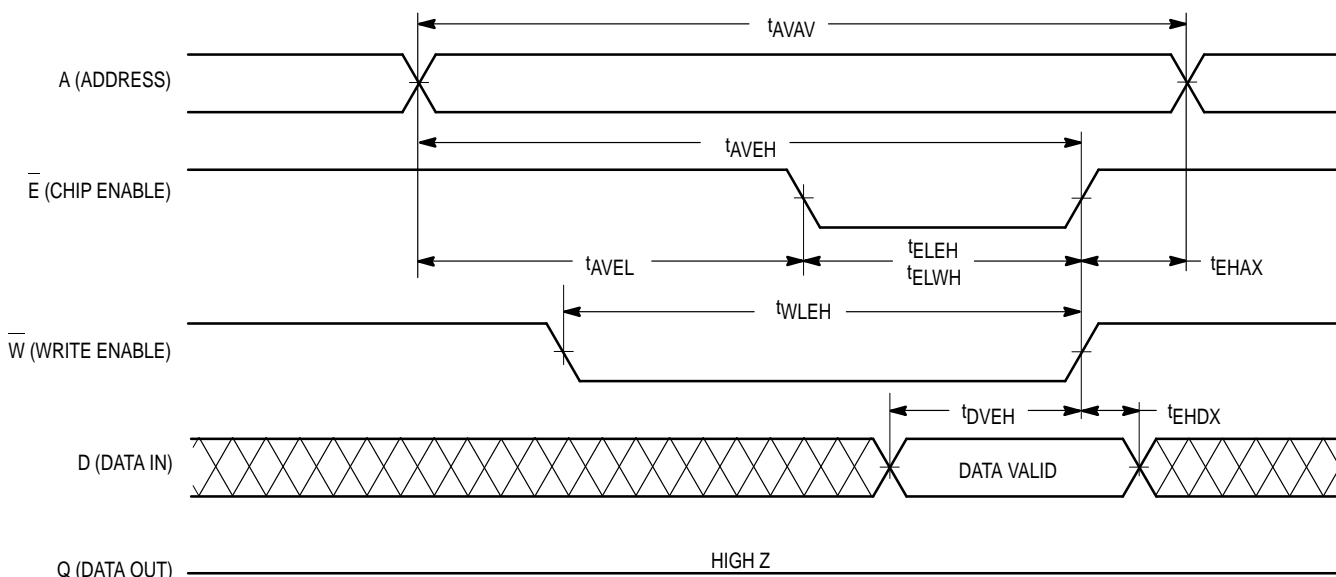 tAVAV
A (ADDRESS)
tAVEH
E (CHIP ENABLE)
tAVEL
tELEH
tELWH
tEHAX
tWLEH
W (WRITE ENABLE)
tDVEH
tEHDX
D (DATA IN)
DATA VALID
HIGH Z
Q (DATA OUT)